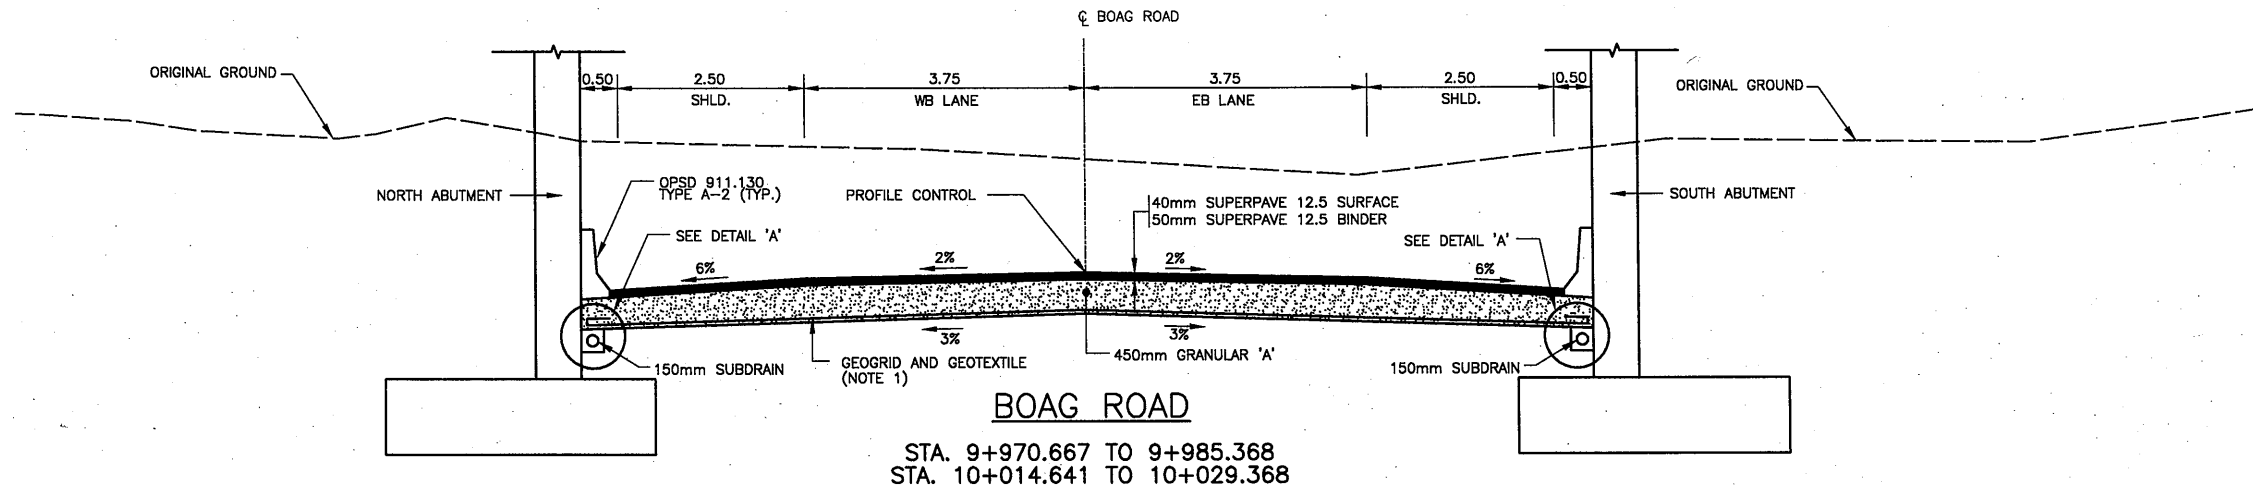 ℄ BOAG ROAD
ORIGINAL GROUND
0.50
2.50
3.75
3.75
2.50
0.50
SHLD.
WB LANE
EB LANE
SHLD.
ORIGINAL GROUND
NORTH ABUTMENT
OPSD 911.130
TYPE A-2 (TYP.)
PROFILE CONTROL
40mm SUPERPAVE 12.5 SURFACE
50mm SUPERPAVE 12.5 BINDER
SOUTH ABUTMENT
SEE DETAIL 'A'
SEE DETAIL 'A'
6%
2%
2%
6%
3%
3%
150mm SUBDRAIN
GEOGRID AND GEOTEXTILE
(NOTE 1)
450mm GRANULAR 'A'
150mm SUBDRAIN
BOAG ROAD
STA. 9+970.667 TO 9+985.368
STA. 10+014.641 TO 10+029.368